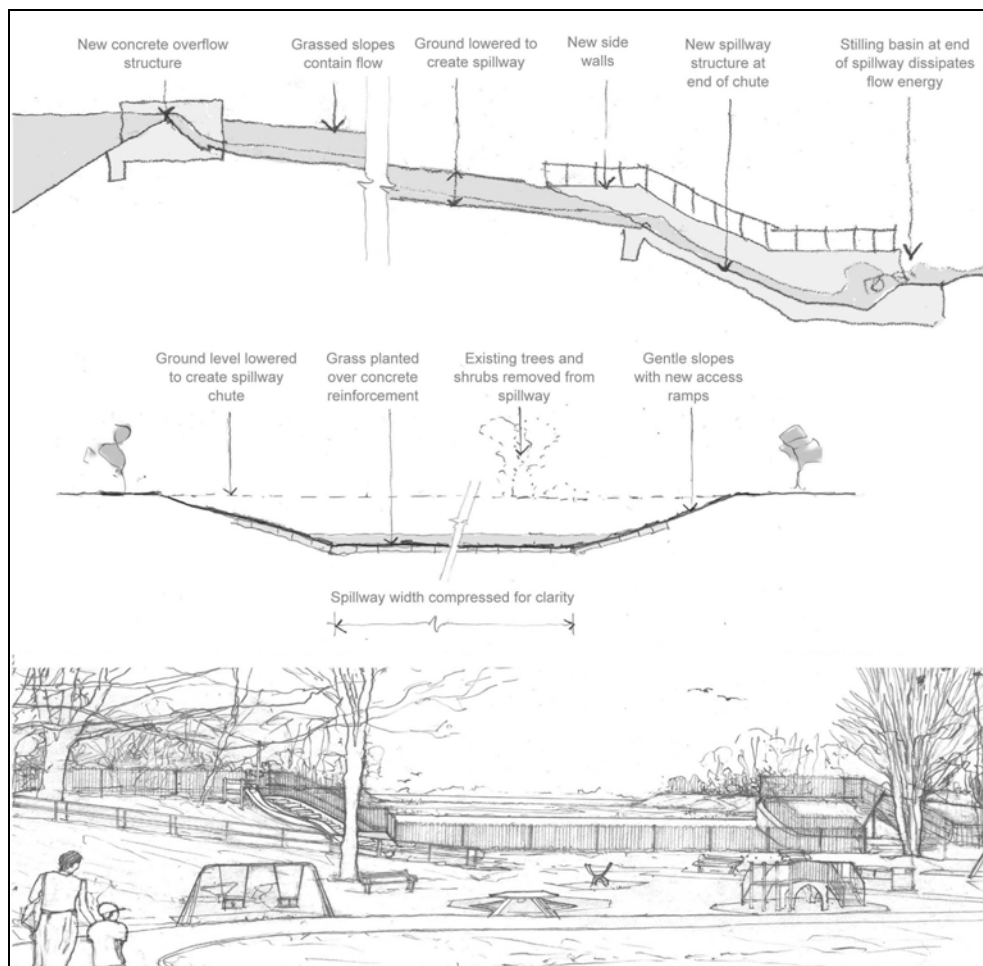 New concrete overflow
structure
Grassed slopes
contain flow
Ground lowered to
create spillway
New side
walls
New spillway
structure at
end of chute
Stilling basin at end
of spillway dissipates
flow energy
Ground level lowered
to create spillway
chute
Grass planted
over concrete
reinforcement
Existing trees and
shrubs removed from
spillway
Gentle slopes
with new access
ramps
Spillway width compressed for clarity